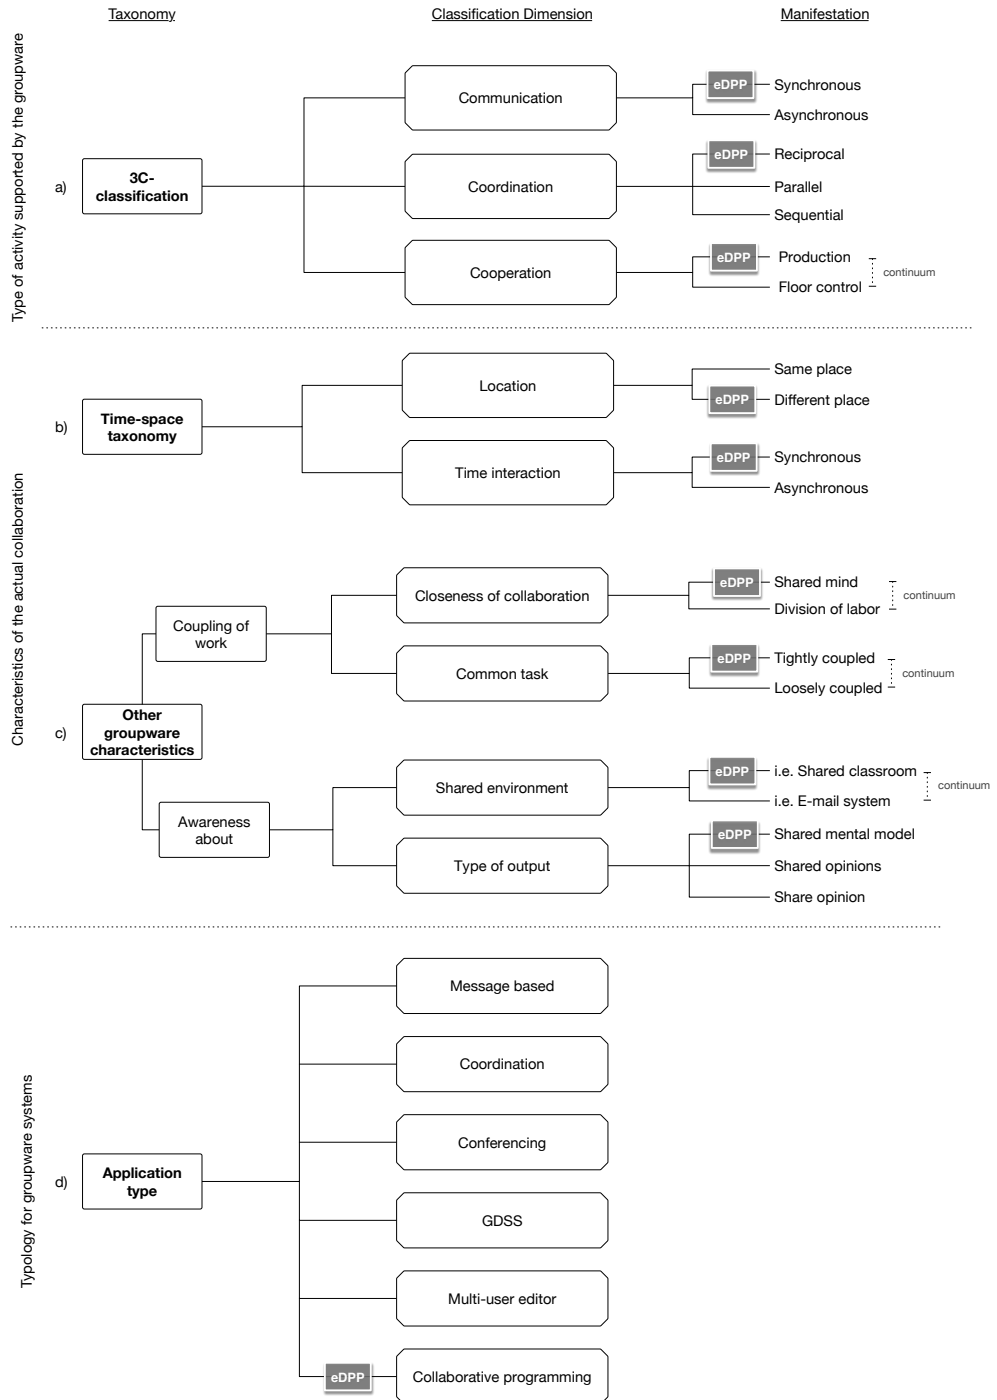 Taxonomy
Classification Dimension
Manifestation
Type of activity supported by the groupware
a)
3C-
classification
Communication
eDPP
Synchronous
Asynchronous
Coordination
eDPP
Reciprocal
Parallel
Sequential
Cooperation
eDPP
Production
Floor control
continuum
Characteristics of the actual collaboration
b)
Time-space
taxonomy
Location
Same place
eDPP
Different place
Time interaction
eDPP
Synchronous
Asynchronous
c)
Other
groupware
characteristics
Coupling of
work
Closeness of collaboration
eDPP
Shared mind
Division of labor
continuum
Common task
eDPP
Tightly coupled
Loosely coupled
continuum
Awareness
about
Shared environment
eDPP
i.e. Shared classroom
i.e. E-mail system
continuum
Type of output
eDPP
Shared mental model
Shared opinions
Share opinion
Typology for groupware systems
d)
Application
type
Message based
Coordination
Conferencing
GDSS
Multi-user editor
eDPP
Collaborative programming